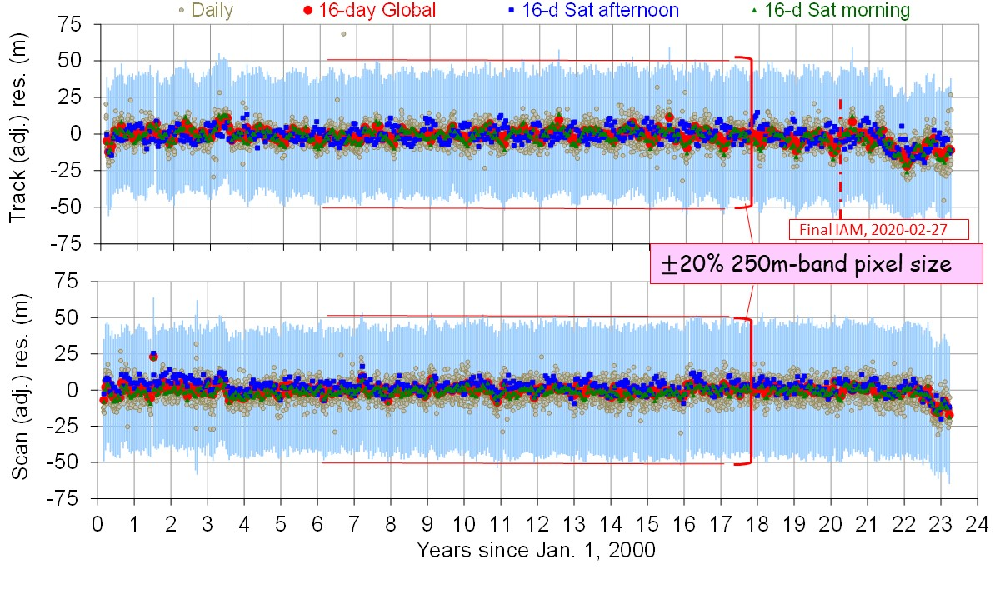 Daily 16-day Global 16-d Sat afternoon 16-d Sat morning
Track (adj.) res. (m)
75
50
25
0
-25
-50
-75
Final IAM, 2020-02-27
±20% 250m-band pixel size
Scan (adj.) res. (m)
75
50
25
0
-25
-50
-75
0 1 2 3 4 5 6 7 8 9 10 11 12 13 14 15 16 17 18 19 20 21 22 23 24
Years since Jan. 1, 2000